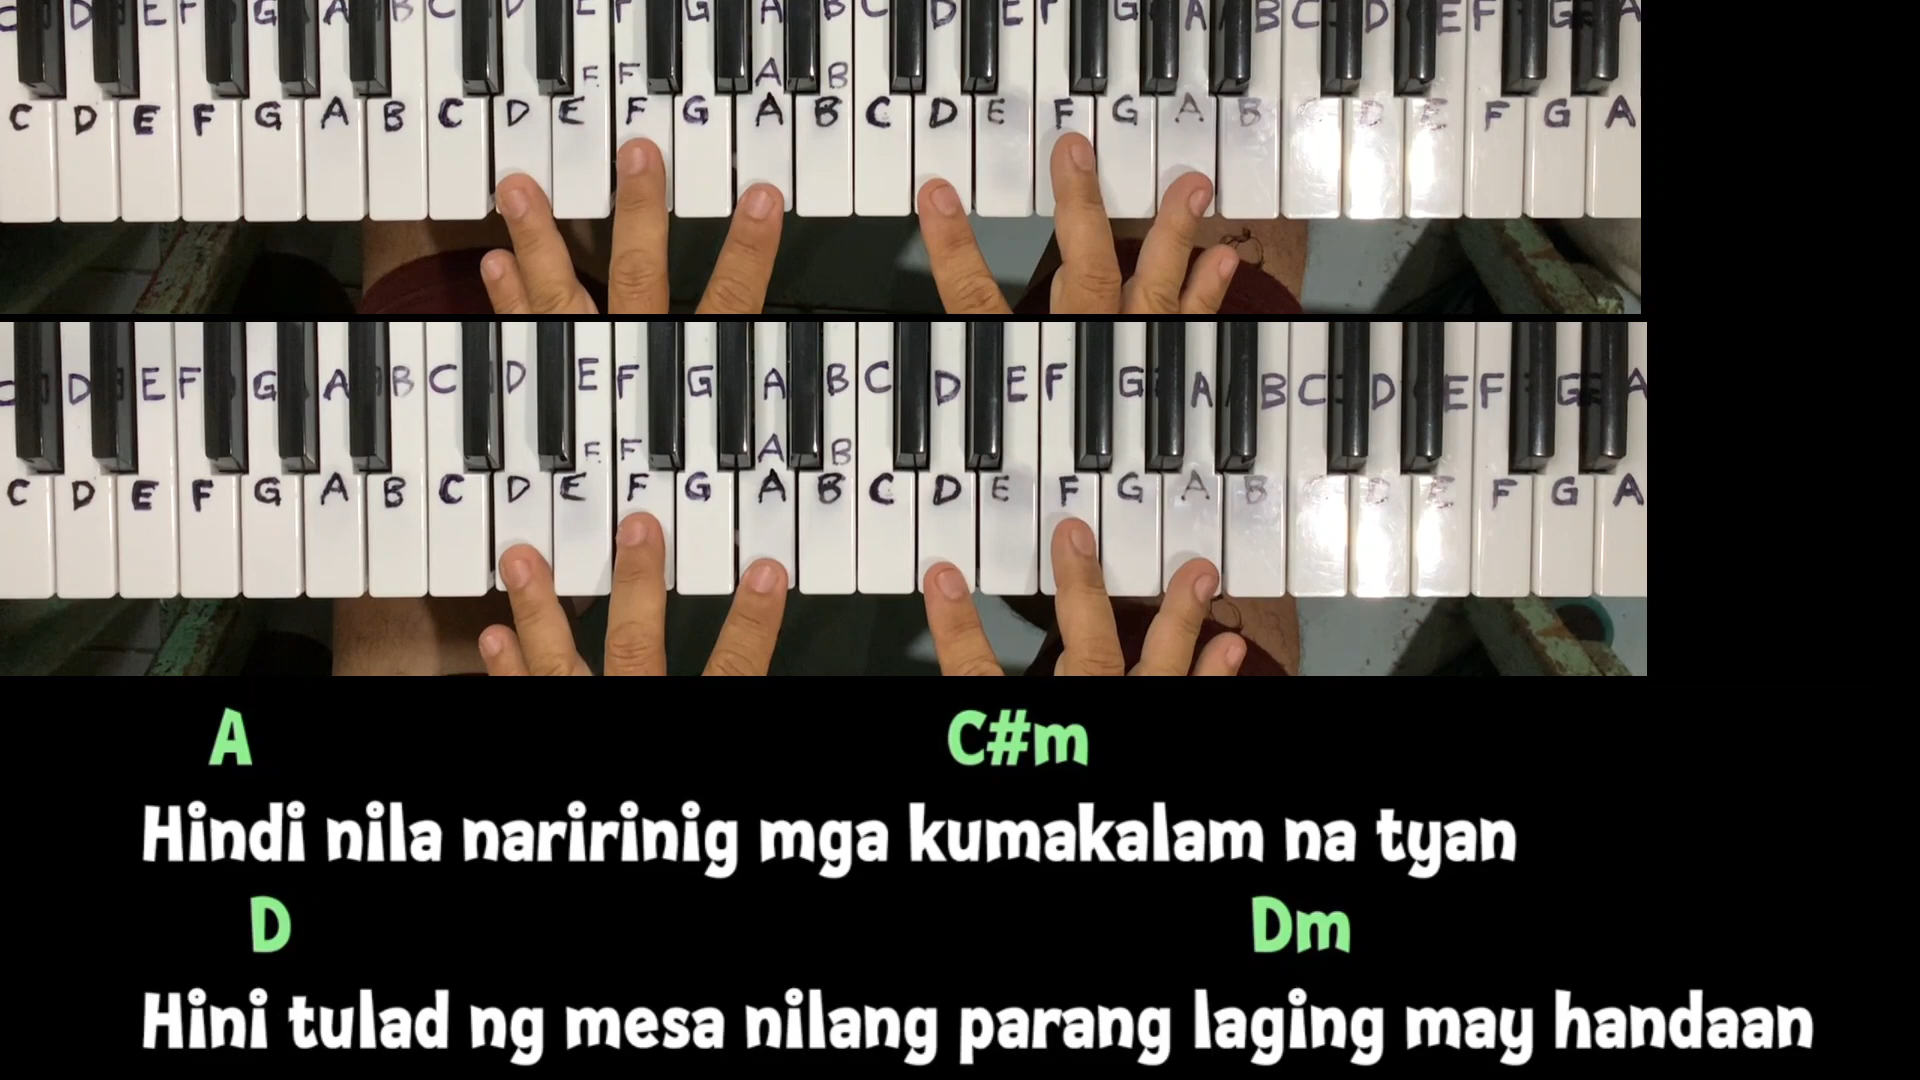 C D E F G A B C D E F G A B C D E F G A B C D E F G A
E F A B
C D E F G A B C D E F G A B C D E F G A B C D E F G A
C D E F G A B C D E F G A B C D E F G A B C D E F G A
E F A B
C D E F G A B C D E F G A B C D E F G A B C D E F G A
A C#m
Hindi nila naririnig mga kumakalam na tyan
D Dm
Hini tulad ng mesa nilang parang laging may handaan